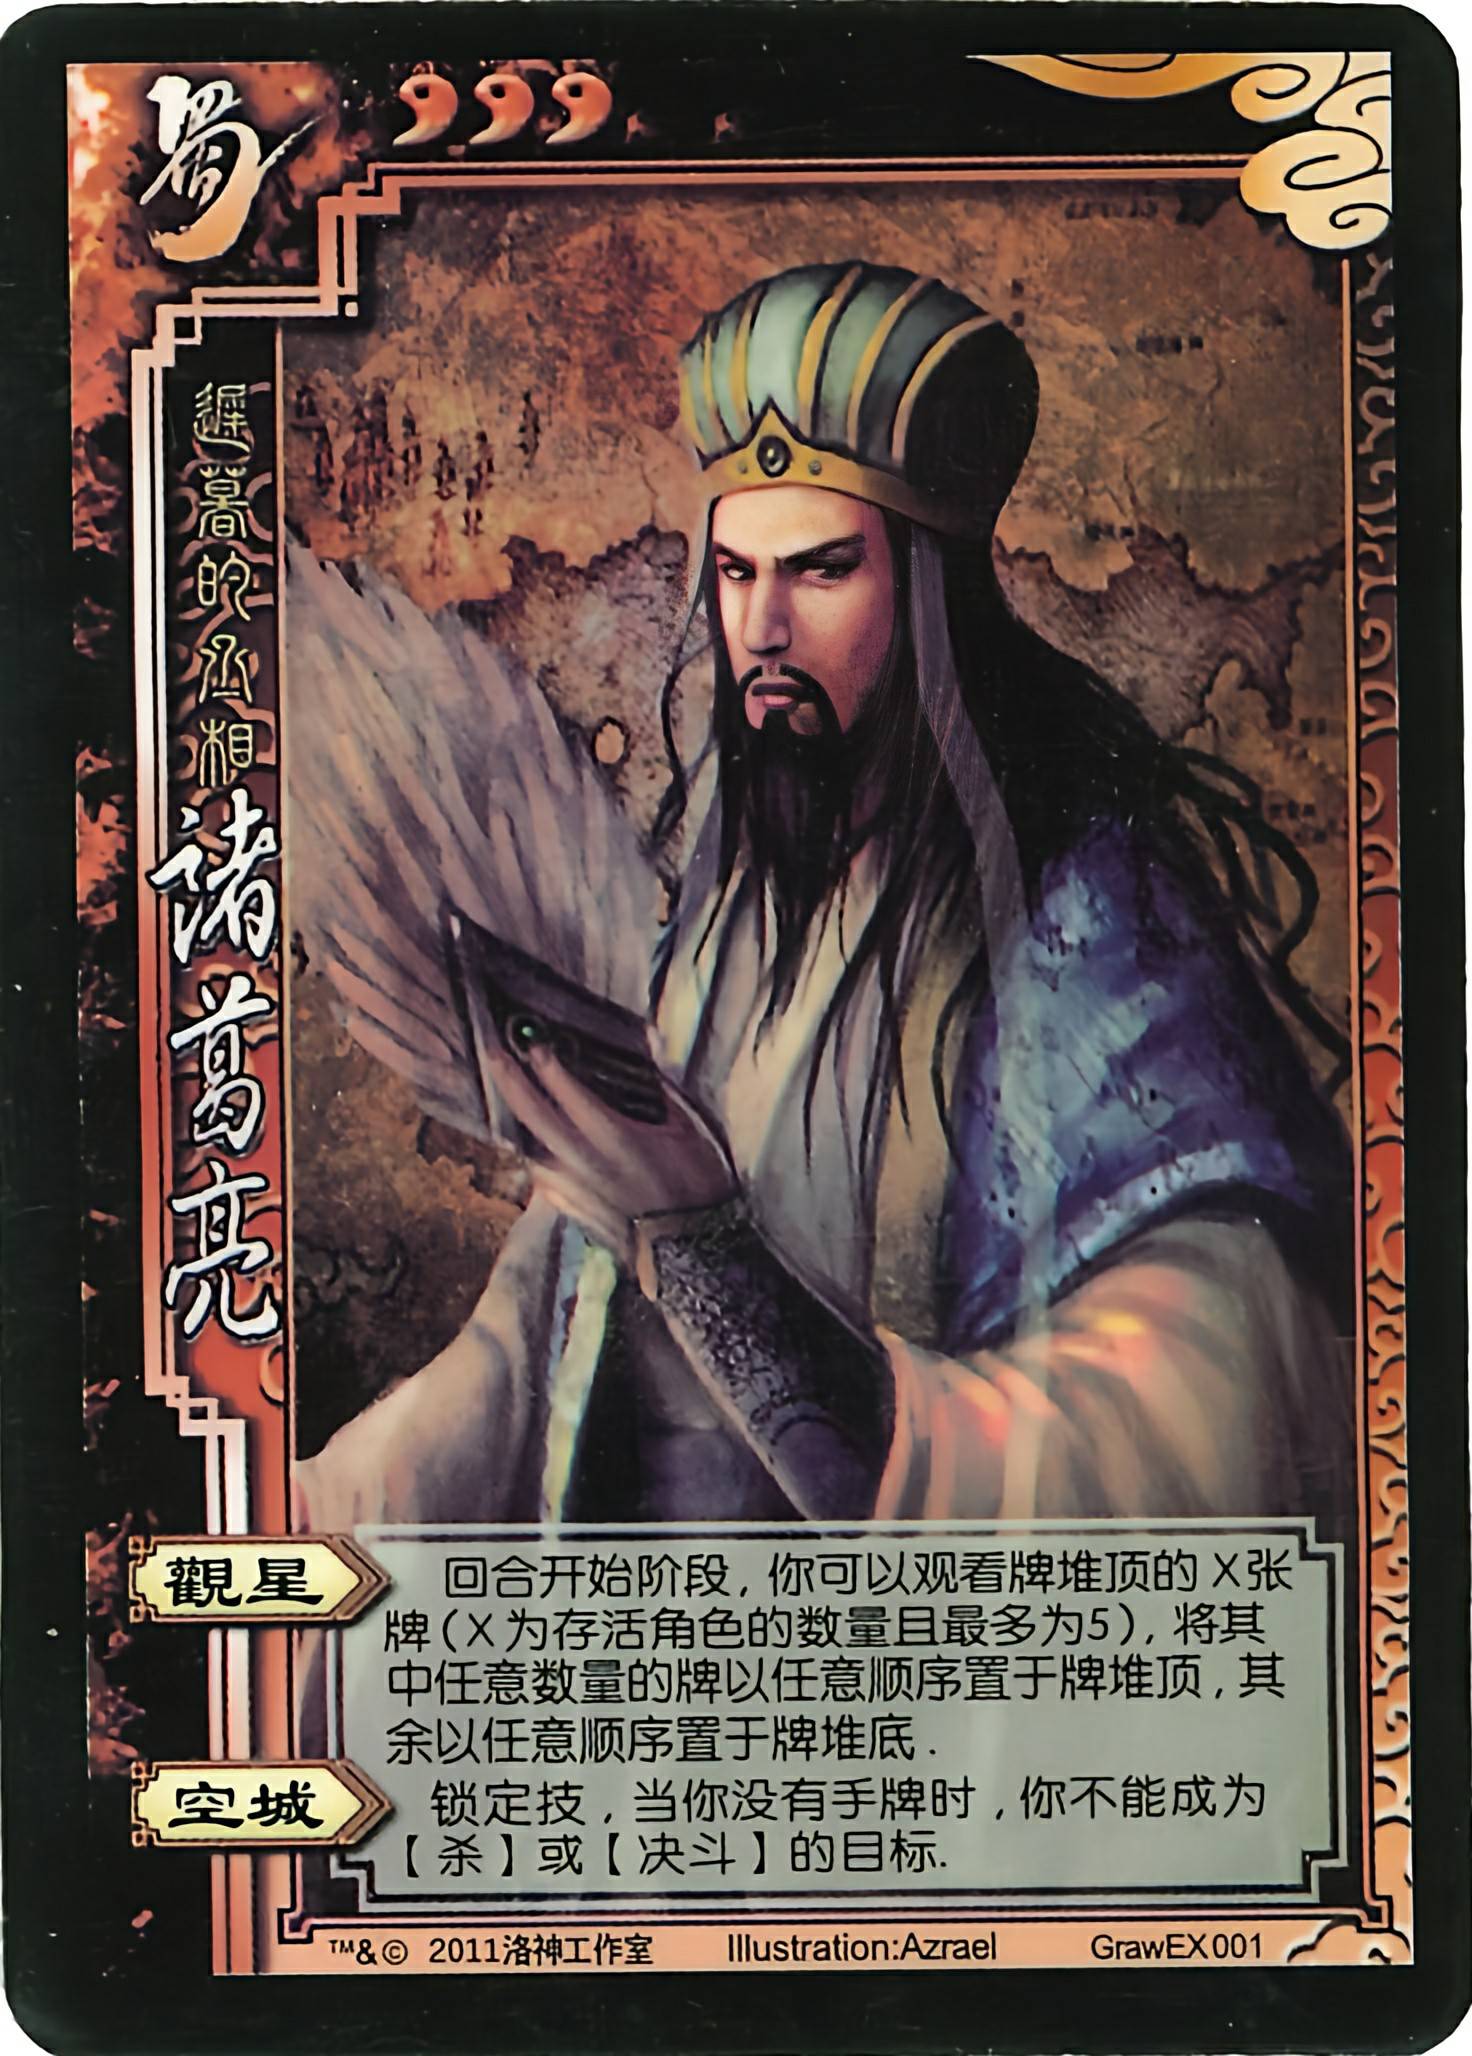 蜀
遲暮的丞相
諸葛亮
觀星
回合开始阶段,你可以观看牌堆顶的X张
牌(X为存活角色的数量且最多为5),将其
中任意数量的牌以任意顺序置于牌堆顶,其
余以任意顺序置于牌堆底.
空城
锁定技,当你没有手牌时,你不能成为
【杀】或【决斗】的目标.
™&© 2011洛神工作室 Illustration:Azrael GrawEX001